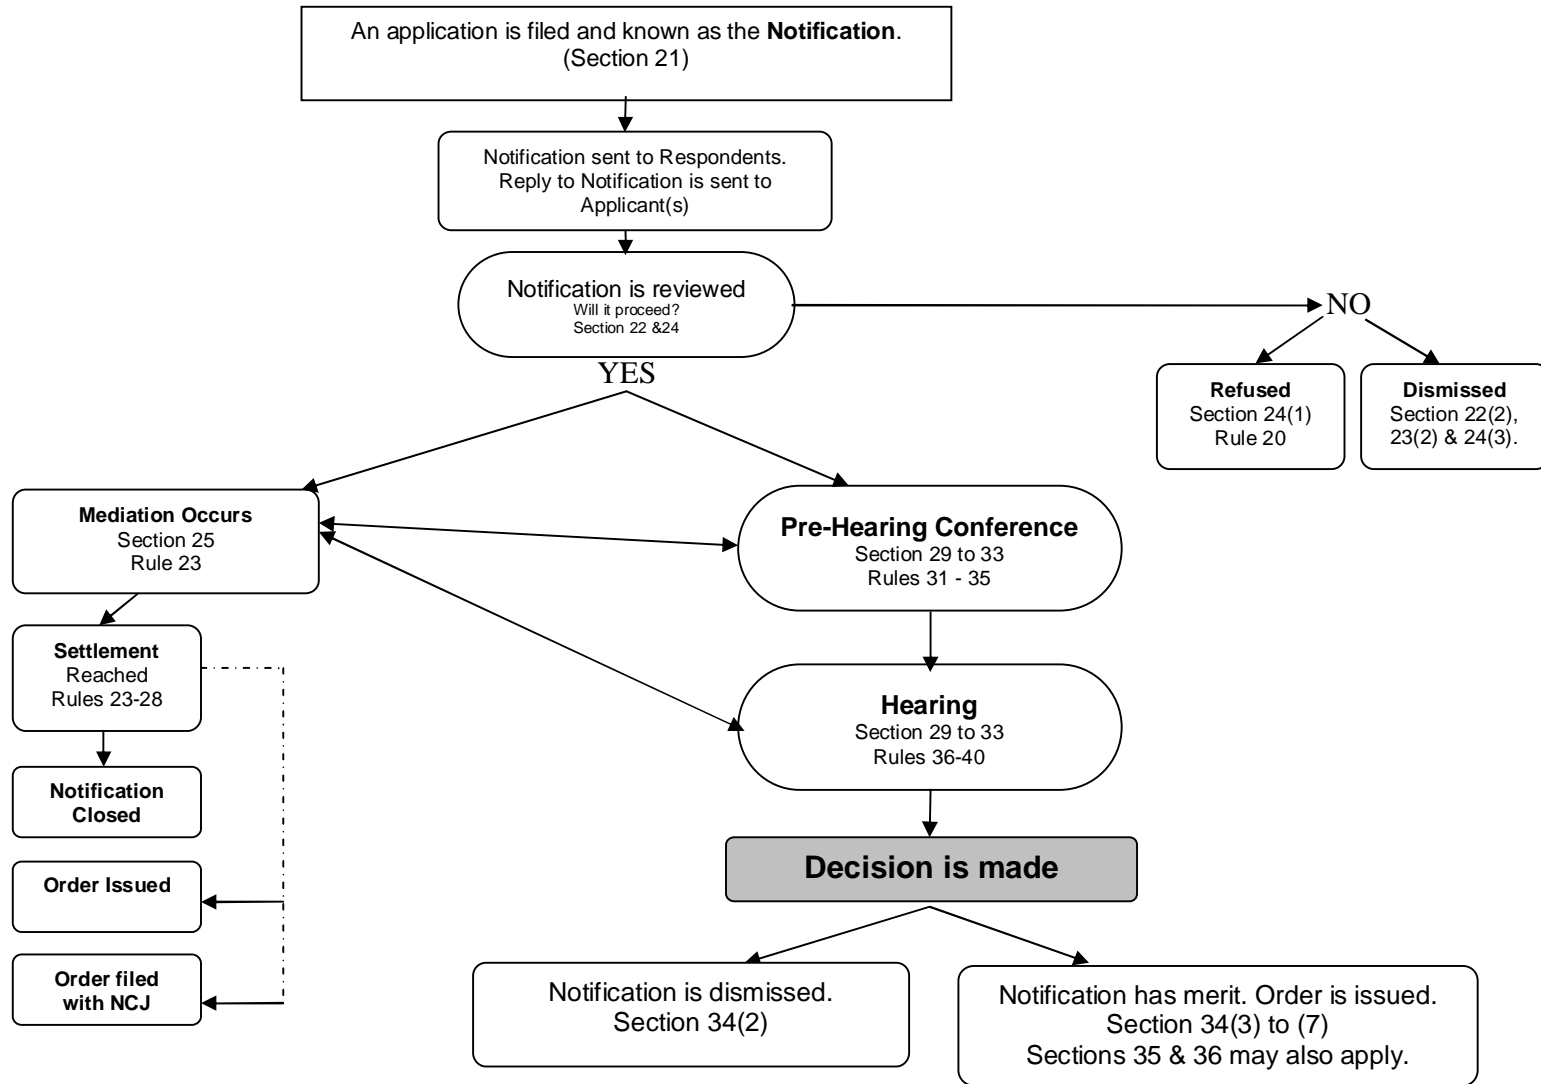 An application is filed and known as the Notification.
(Section 21)
Notification sent to Respondents.
Reply to Notification is sent to
Applicant(s)
Notification is reviewed
Will it proceed?
Section 22 &24
NO
YES
Refused
Section 24(1)
Rule 20
Dismissed
Section 22(2),
23(2) & 24(3).
Mediation Occurs
Section 25
Rule 23
Pre-Hearing Conference
Section 29 to 33
Rules 31 - 35
Settlement
Reached
Rules 23-28
Hearing
Section 29 to 33
Rules 36-40
Notification
Closed
Decision is made
Order Issued
Order filed
with NCJ
Notification is dismissed.
Section 34(2)
Notification has merit. Order is issued.
Section 34(3) to (7)
Sections 35 & 36 may also apply.